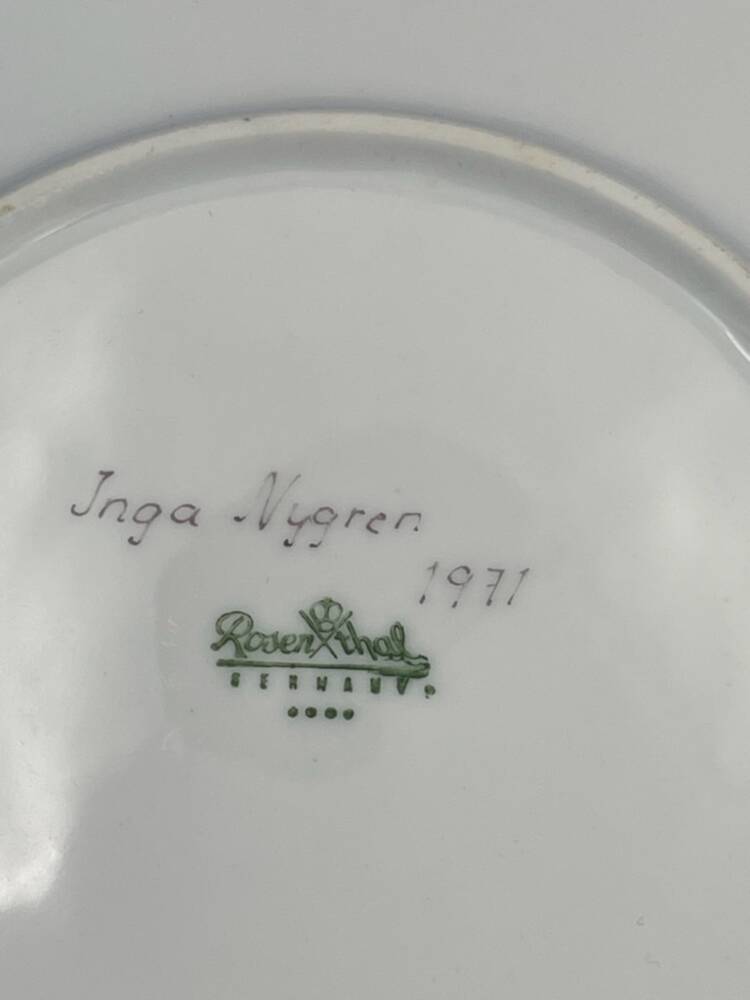 Inga Nygren
1971
Rosenthal
GERMANY